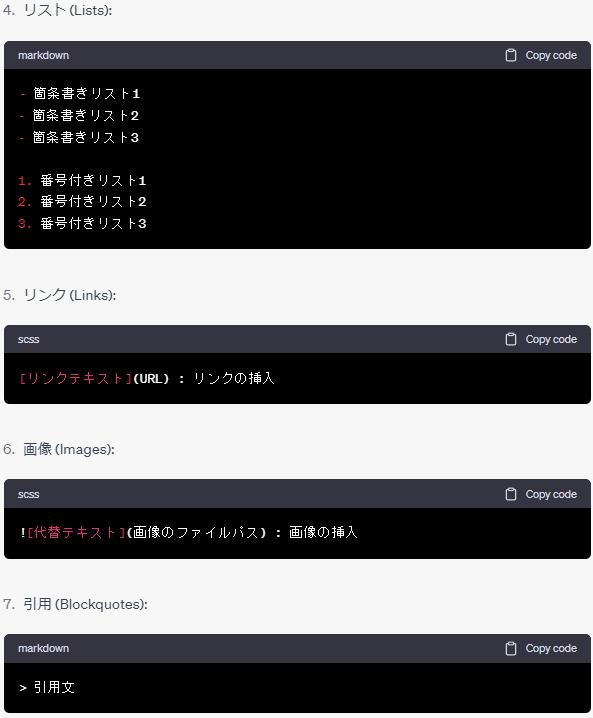 4. リスト (Lists):
markdown Copy code
- 箇条書きリスト1
- 箇条書きリスト2
- 箇条書きリスト3
1. 番号付きリスト1
2. 番号付きリスト2
3. 番号付きリスト3
5. リンク (Links):
scss Copy code
[リンクテキスト](URL) : リンクの挿入
6. 画像 (Images):
scss Copy code
![代替テキスト](画像のファイルパス) : 画像の挿入
7. 引用 (Blockquotes):
markdown Copy code
> 引用文